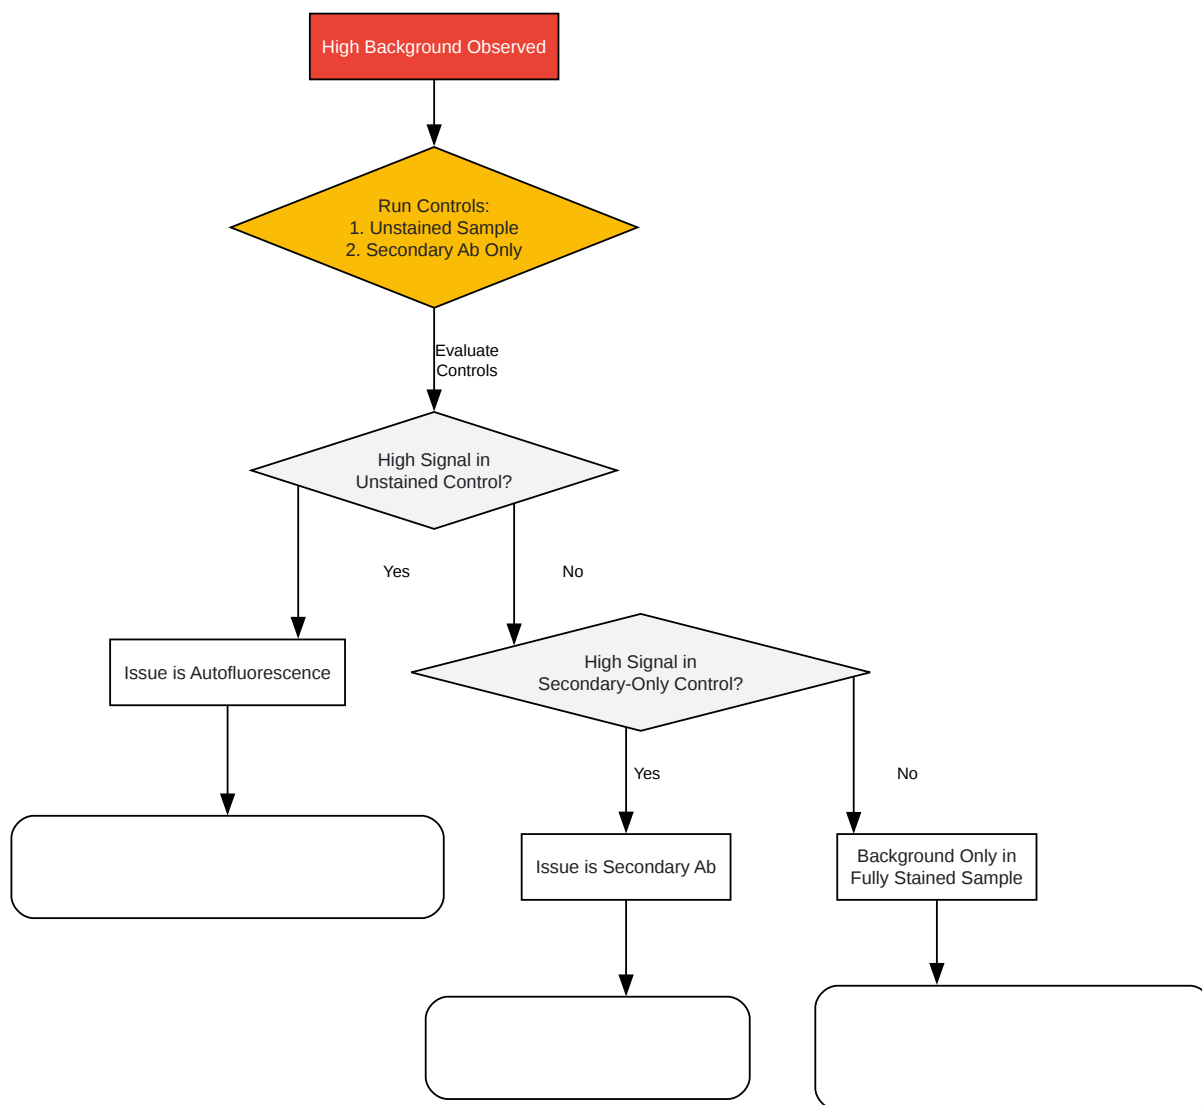 High Background Observed
Run Controls:
1. Unstained Sample
2. Secondary Ab Only
Evaluate
Controls
High Signal in
Unstained Control?
Yes
No
Issue is Autofluorescence
High Signal in
Secondary-Only Control?
Yes
No
Issue is Secondary Ab
Background Only in
Fully Stained Sample